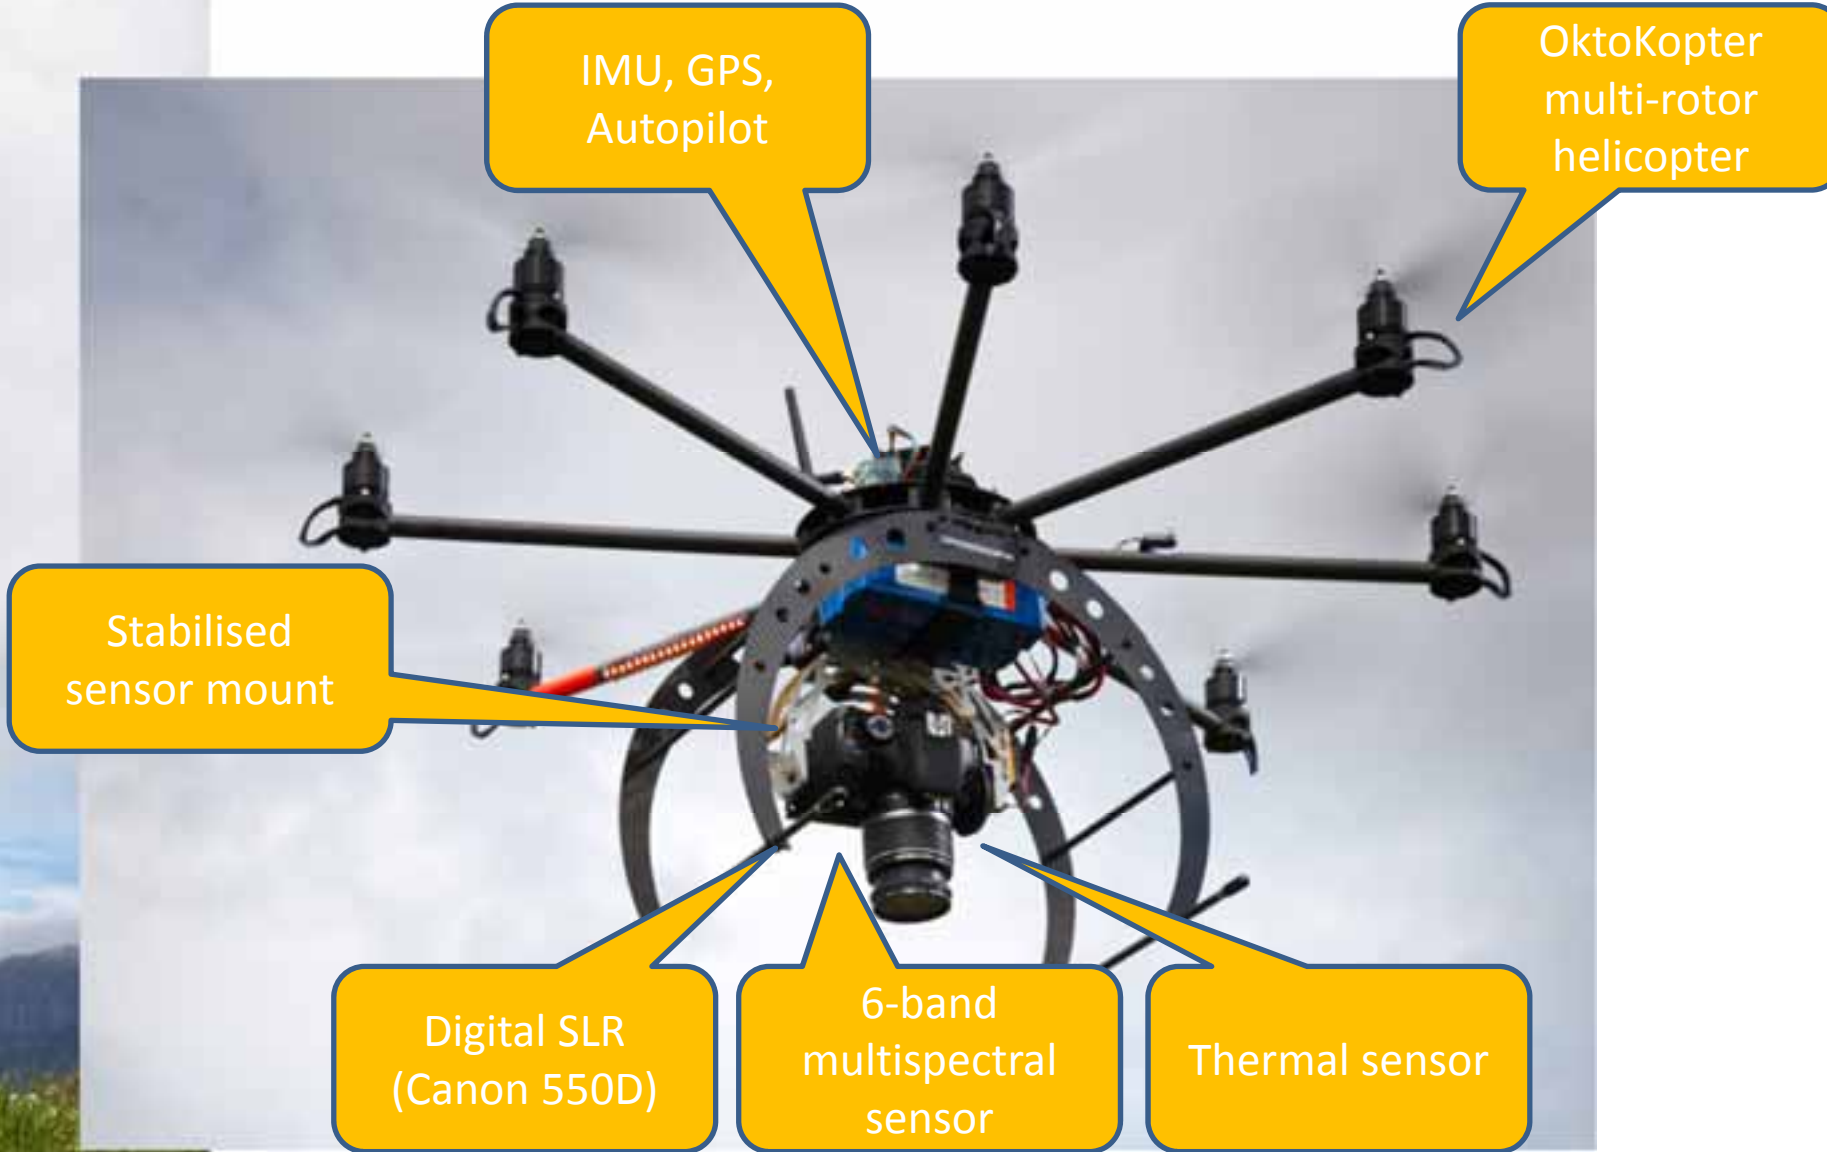 IMU, GPS,
Autopilot
OktoKopter
multi-rotor
helicopter
Stabilised
sensor mount
Digital SLR
(Canon 550D)
6-band
multispectral
sensor
Thermal sensor